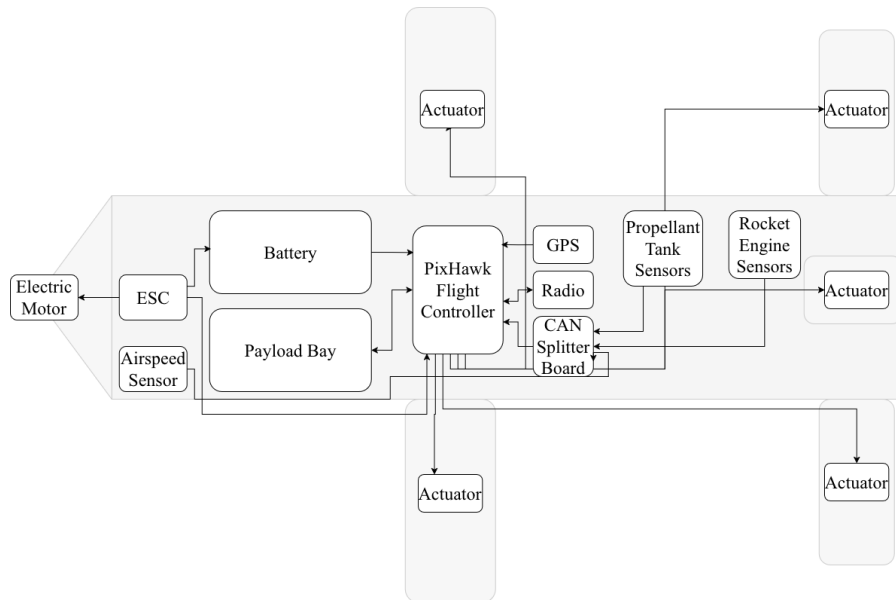 Actuator
Actuator
Battery
PixHawk
Flight
Controller
GPS
Propellant
Tank
Sensors
Rocket
Engine
Sensors
Electric
Motor
ESC
Radio
Actuator
Payload Bay
CAN
Splitter
Board
Airspeed
Sensor
Actuator
Actuator